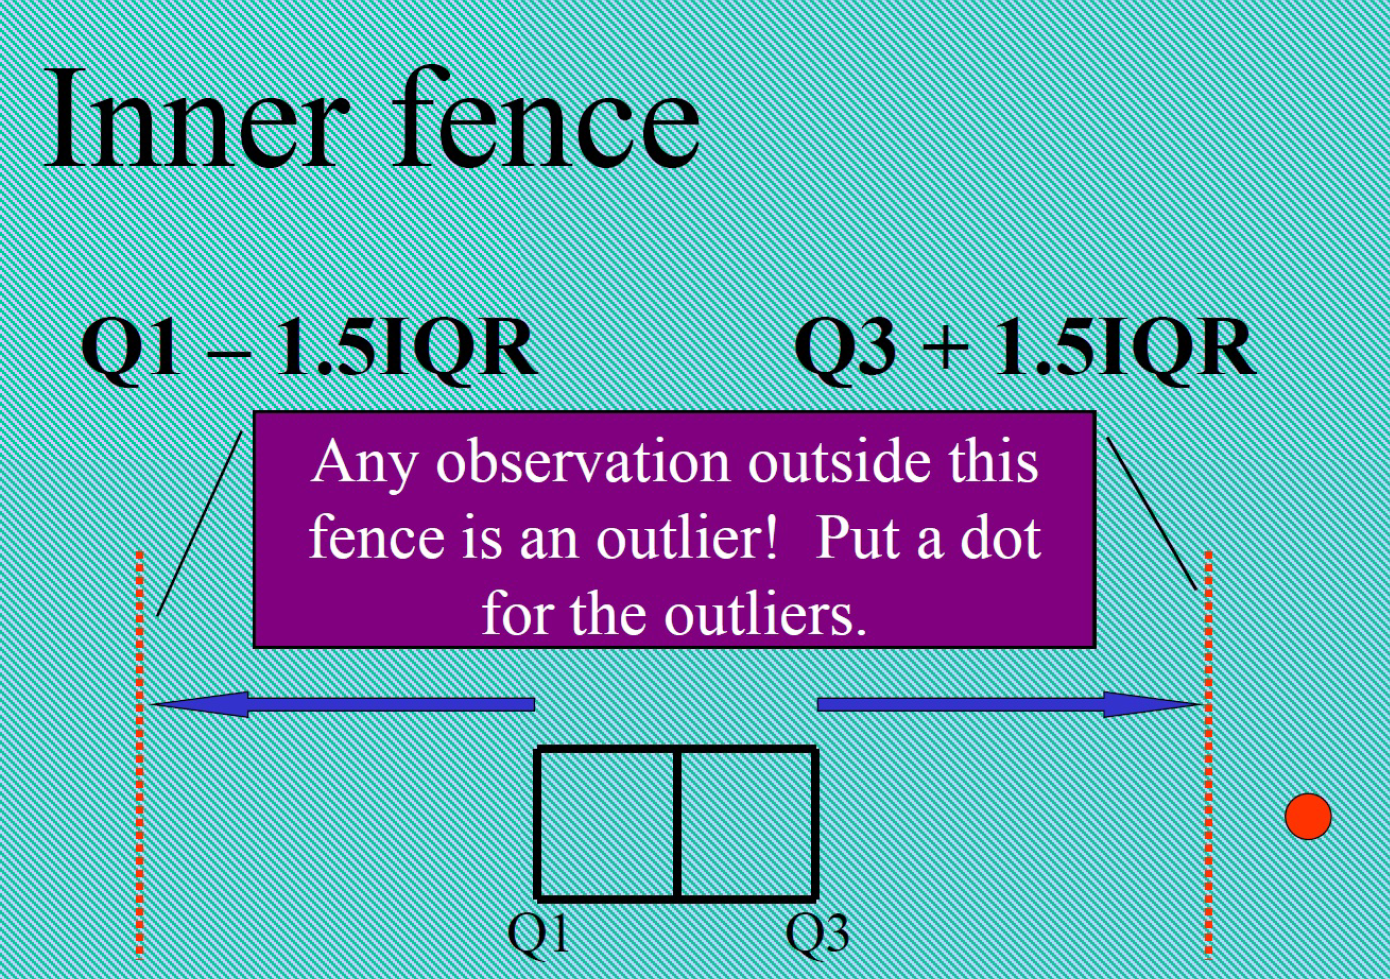 Inner fence
Q1 – 1.5IQR
Q3 + 1.5IQR
Any observation outside this
fence is an outlier!  Put a dot
for the outliers.
Q1
Q3